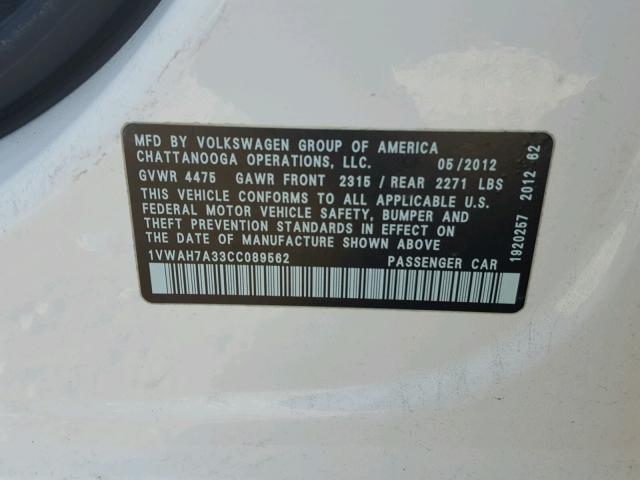 MFD BY VOLKSWAGEN GROUP OF AMERICA
CHATTANOOGA OPERATIONS, LLC. 05/2012
GVWR 4475 GAWR FRONT 2315 / REAR 2271 LBS
THIS VEHICLE CONFORMS TO ALL APPLICABLE U.S.
FEDERAL MOTOR VEHICLE SAFETY, BUMPER AND
THEFT PREVENTION STANDARDS IN EFFECT ON
THE DATE OF MANUFACTURE SHOWN ABOVE.
1VWAH7A33CC089562 PASSENGER CAR
1920257 2012 62